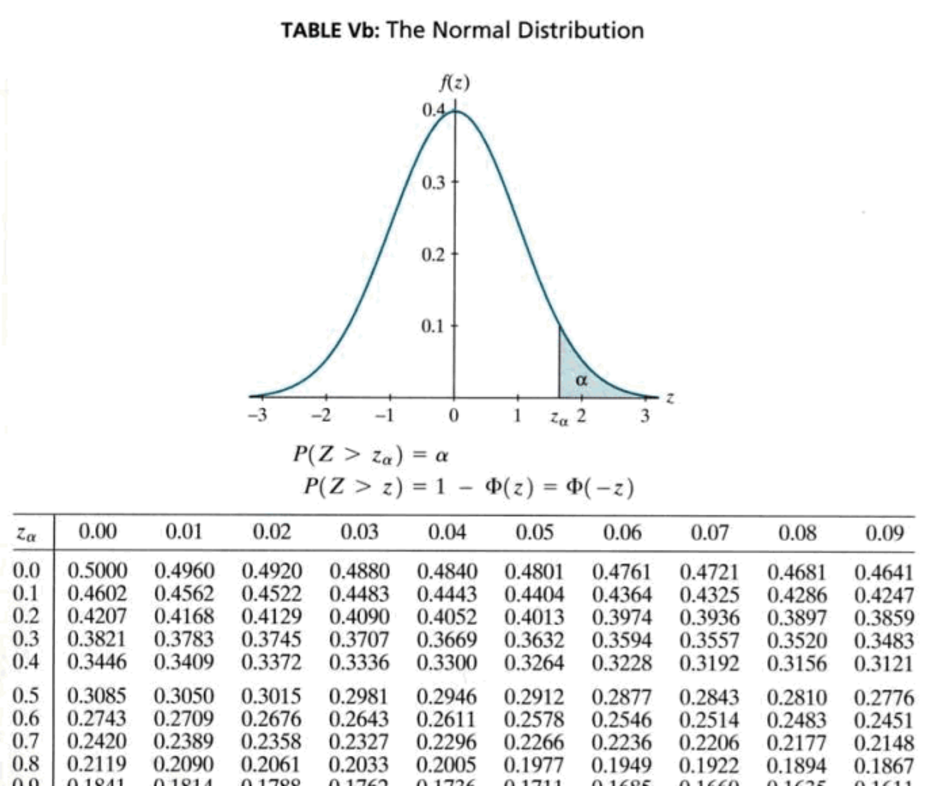 TABLE Vb: The Normal Distribution
f(z)
0.4
0.3
0.2
0.1
α
−3 −2 −1 0 1 zα 2 3 z
P(Z > zα) = α
P(Z > z) = 1 − Φ(z) = Φ(−z)
zα 0.00 0.01 0.02 0.03 0.04 0.05 0.06 0.07 0.08 0.09
0.0 0.5000 0.4960 0.4920 0.4880 0.4840 0.4801 0.4761 0.4721 0.4681 0.4641
0.1 0.4602 0.4562 0.4522 0.4483 0.4443 0.4404 0.4364 0.4325 0.4286 0.4247
0.2 0.4207 0.4168 0.4129 0.4090 0.4052 0.4013 0.3974 0.3936 0.3897 0.3859
0.3 0.3821 0.3783 0.3745 0.3707 0.3669 0.3632 0.3594 0.3557 0.3520 0.3483
0.4 0.3446 0.3409 0.3372 0.3336 0.3300 0.3264 0.3228 0.3192 0.3156 0.3121
0.5 0.3085 0.3050 0.3015 0.2981 0.2946 0.2912 0.2877 0.2843 0.2810 0.2776
0.6 0.2743 0.2709 0.2676 0.2643 0.2611 0.2578 0.2546 0.2514 0.2483 0.2451
0.7 0.2420 0.2389 0.2358 0.2327 0.2296 0.2266 0.2236 0.2206 0.2177 0.2148
0.8 0.2119 0.2090 0.2061 0.2033 0.2005 0.1977 0.1949 0.1922 0.1894 0.1867